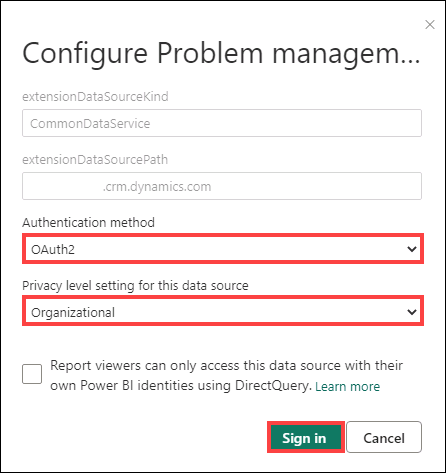 Configure Problem managem...
extensionDataSourceKind
CommonDataService
extensionDataSourcePath
.crm.dynamics.com
Authentication method
OAuth2
Privacy level setting for this data source
Organizational
Report viewers can only access this data source with their
own Power BI identities using DirectQuery. Learn more
Sign in
Cancel